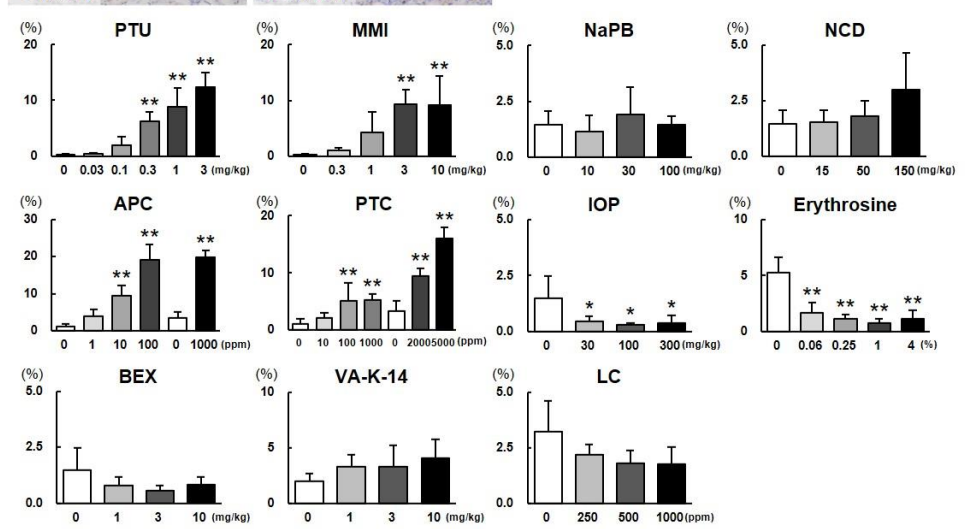 (%) PTU
20
10
0
**
**
**
0 0.03 0.1 0.3 1 3 (mg/kg)
(%) MMI
20
10
0
**
**
0 0.3 1 3 10 (mg/kg)
(%) NaPB
5.0
2.5
0.0
0 10 30 100 (mg/kg)
(%) NCD
5.0
2.5
0.0
0 15 50 150 (mg/kg)
(%) APC
30
20
10
0
**
**
**
0 1 10 100 0 1000 (ppm)
(%) PTC
20
10
0
**
**
**
**
0 10 100 1000 0 2000 5000 (ppm)
(%) IOP
5.0
2.5
0.0
*
*
*
0 30 100 300 (mg/kg)
(%) Erythrosine
10
5
0
**
**
**
**
0 0.06 0.25 1 4 (%)
(%) BEX
5.0
2.5
0.0
0 1 3 10 (mg/kg)
(%) VA-K-14
10
5
0
0 1 3 10 (mg/kg)
(%) LC
5.0
2.5
0.0
0 250 500 1000 (ppm)